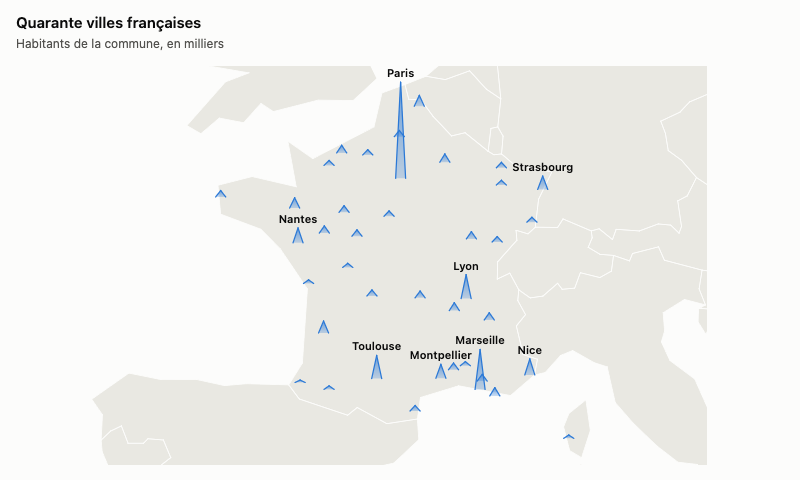 Quarante villes françaises
Habitants de la commune, en milliers
Paris
Strasbourg
Nantes
Lyon
Marseille
Toulouse
Nice
Montpellier